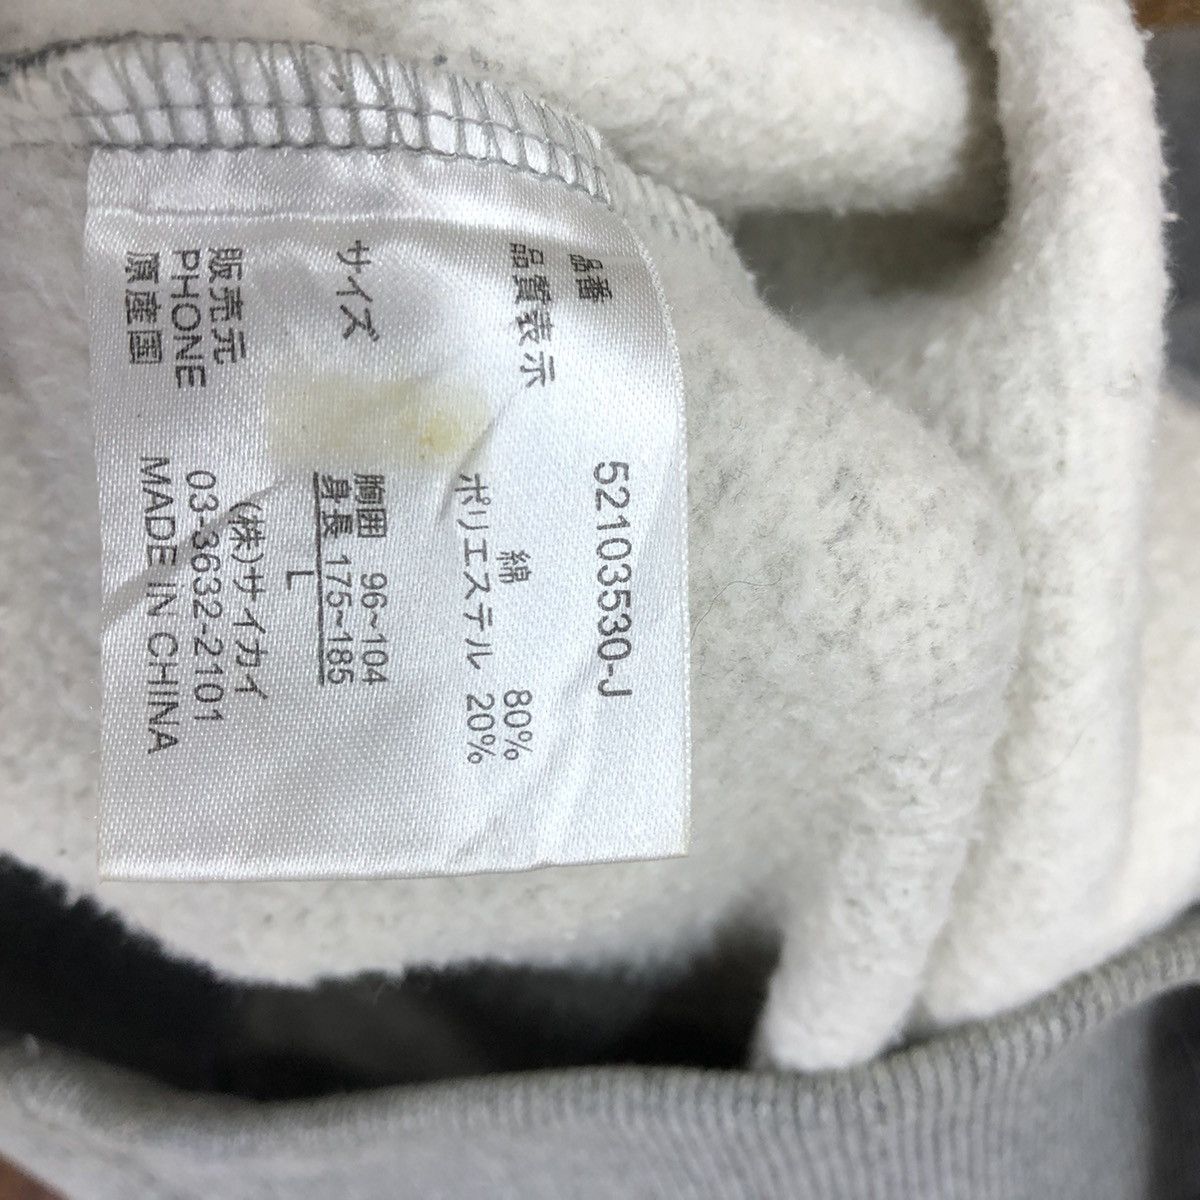 品番 52103530-J
品質表示 綿 80%
ポリエステル 20%
サイズ 胸囲 96~104
身長 175~185
L
販売元 (株)サイカイ
PHONE 03-3632-2101
原産国 MADE IN CHINA